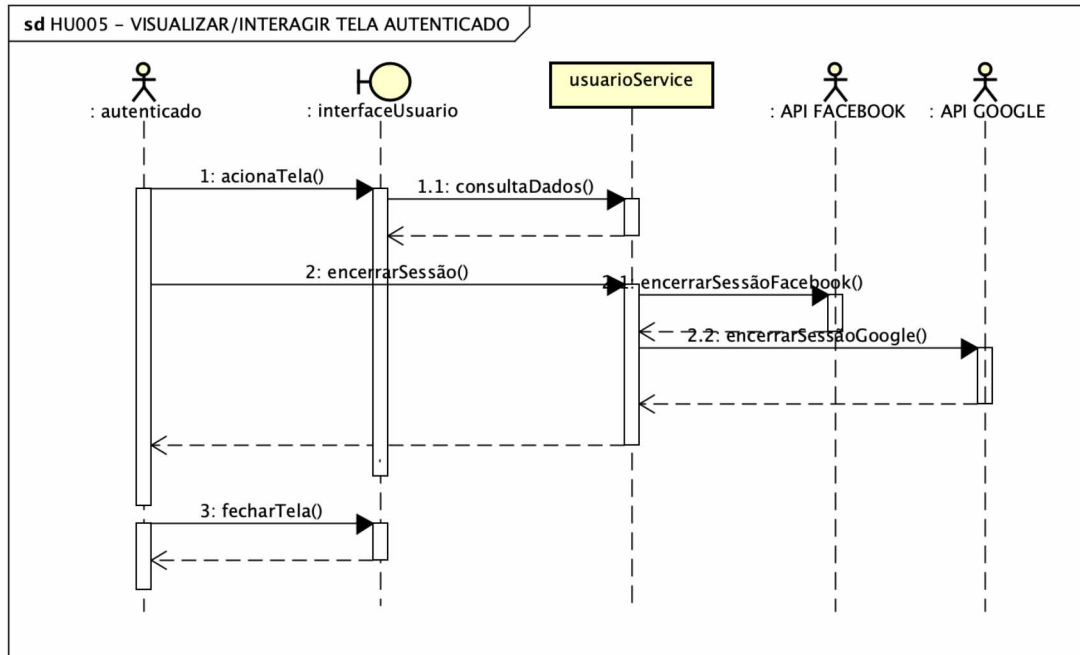 sd HU005 – VISUALIZAR/INTERAGIR TELA AUTENTICADO
: autenticado
: interfaceUsuario
usuarioService
: API FACEBOOK
: API GOOGLE
1: acionaTela()
1.1: consultaDados()
2: encerrarSessão()
2.1: encerrarSessãoFacebook()
2.2: encerrarSessãoGoogle()
3: fecharTela()